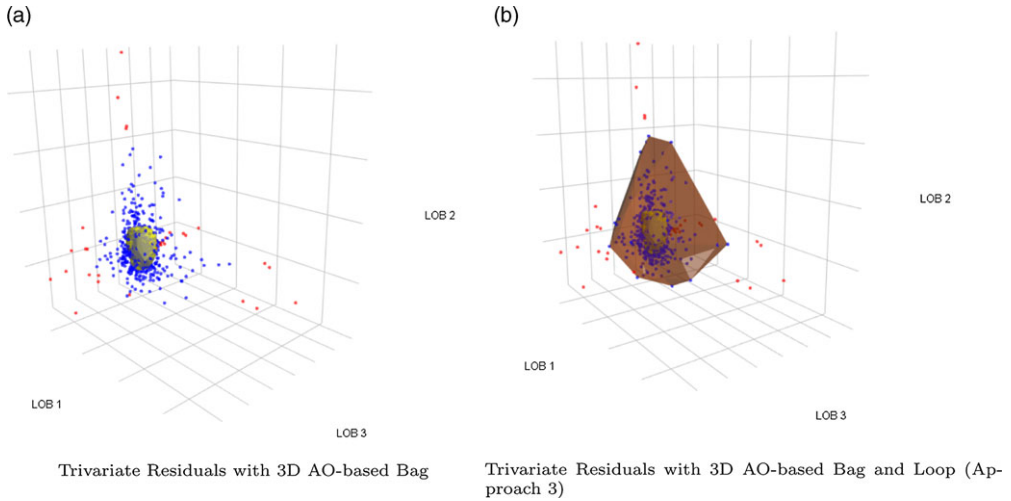 (a)
(b)
LOB 2
LOB 1
LOB 3
LOB 2
LOB 1
LOB 3
Trivariate Residuals with 3D AO-based Bag
Trivariate Residuals with 3D AO-based Bag and Loop (Ap-
proach 3)